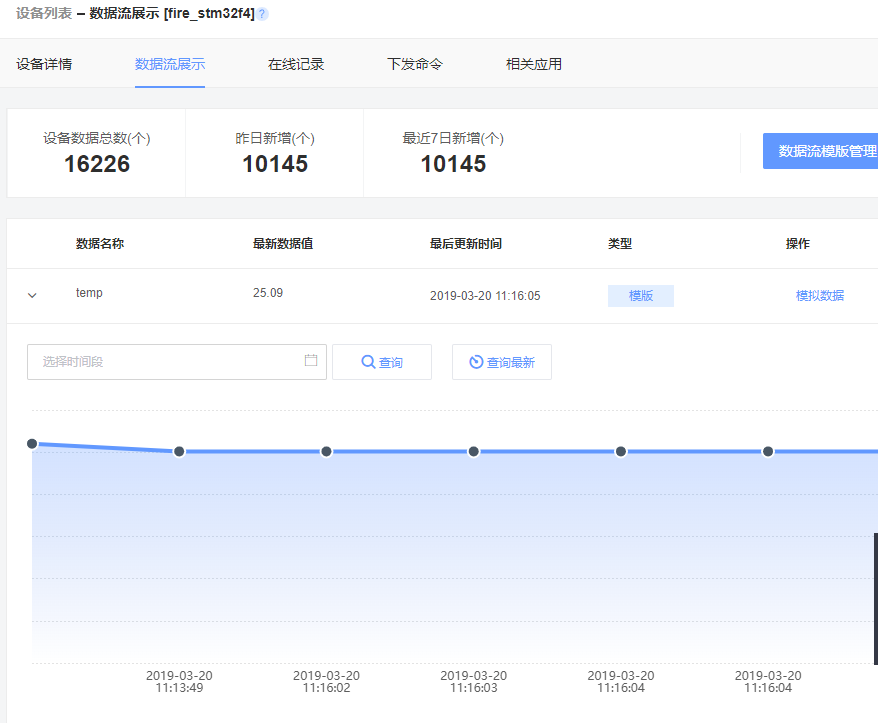 设备列表 – 数据流展示 [fire_stm32f4] ?
设备详情 数据流展示 在线记录 下发命令 相关应用
设备数据总数(个) 昨日新增(个) 最近7日新增(个)
16226 10145 10145
数据流模版管理
数据名称 最新数据值 最后更新时间 类型 操作
temp 25.09 2019-03-20 11:16:05 模版 模拟数据
选择时间段 查询 查询最新
2019-03-20 2019-03-20 2019-03-20 2019-03-20 2019-03-20
11:13:49 11:16:02 11:16:03 11:16:04 11:16:04